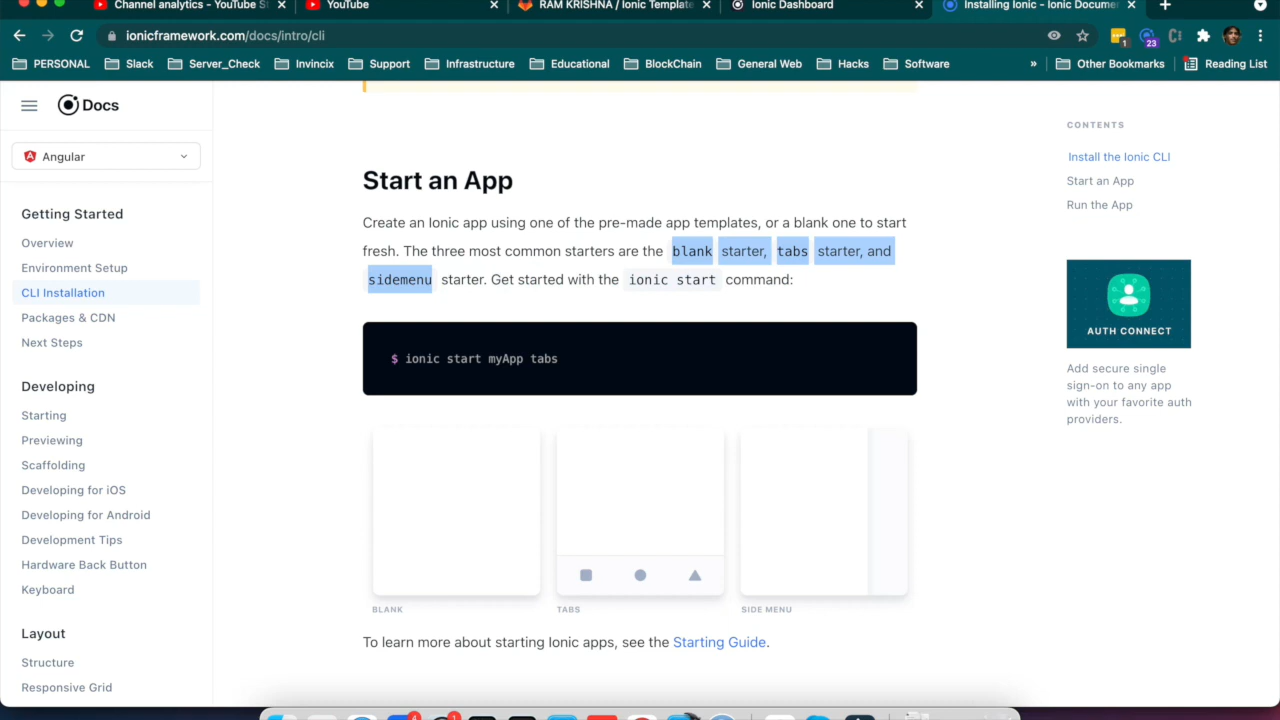 Channel analytics - YouTube St
YouTube
RAM KRISHNA / Ionic Template
Ionic Dashboard
Installing Ionic - Ionic Documen
ionicframework.com/docs/intro/cli
1
23
PERSONAL
Slack
Server_Check
Invincix
Support
Infrastructure
Educational
BlockChain
General Web
Hacks
Software
»
Other Bookmarks
Reading List
Docs
Angular
Getting Started
Overview
Environment Setup
CLI Installation
Packages & CDN
Next Steps
Developing
Starting
Previewing
Scaffolding
Developing for iOS
Developing for Android
Development Tips
Hardware Back Button
Keyboard
Layout
Structure
Responsive Grid
Start an App
Create an Ionic app using one of the pre-made app templates, or a blank one to start
fresh. The three most common starters are the blank starter, tabs starter, and
sidemenu starter. Get started with the ionic start command:
$ ionic start myApp tabs
BLANK
TABS
SIDE MENU
To learn more about starting Ionic apps, see the Starting Guide.
CONTENTS
Install the Ionic CLI
Start an App
Run the App
AUTH CONNECT
Add secure single
sign-on to any app
with your favorite auth
providers.
4
1